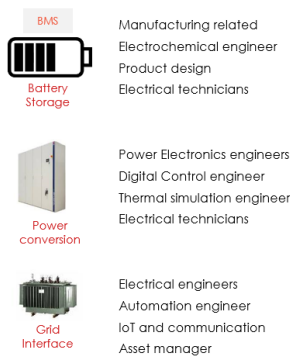 BMS
Battery
Storage
Manufacturing related
Electrochemical engineer
Product design
Electrical technicians
Power
conversion
Power Electronics engineers
Digital Control engineer
Thermal simulation engineer
Electrical technicians
Grid
Interface
Electrical engineers
Automation engineer
IoT and communication
Asset manager